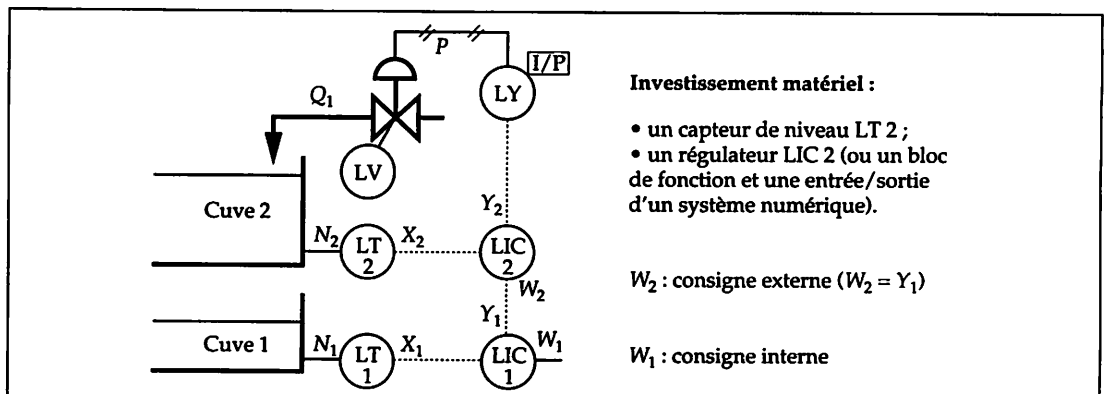 P
I/P
LY
Q1
LV
Cuve 2
N2
LT
2
X2
Y2
LIC
2
W2
Y1
Cuve 1
N1
LT
1
X1
LIC
1
W1
Investissement matériel :
• un capteur de niveau LT 2 ;
• un régulateur LIC 2 (ou un bloc
de fonction et une entrée/sortie
d'un système numérique).
W2 : consigne externe (W2 = Y1)
W1 : consigne interne